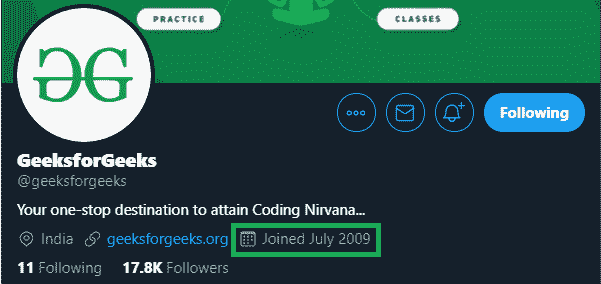 PRACTICE
CLASSES
GG
Following
GeeksforGeeks
@geeksforgeeks
Your one-stop destination to attain Coding Nirvana...
India geeksforgeeks.org Joined July 2009
11 Following 17.8K Followers